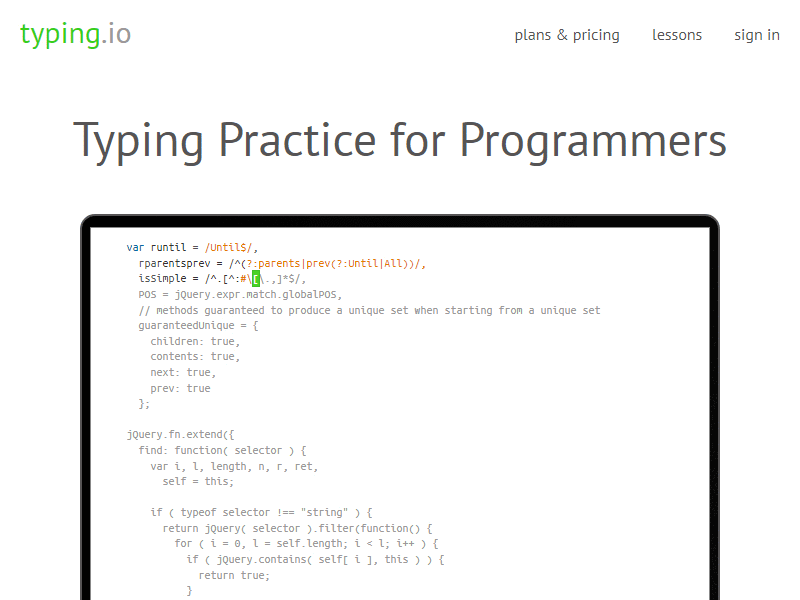 typing.io
plans & pricing
lessons
sign in
Typing Practice for Programmers
var runtil = /Until$/,
rparentsprev = /^(?:parents|prev(?:Until|All))/,
isSimple = /^.[^:#\[\.,]*$/,
POS = jQuery.expr.match.globalPOS,
// methods guaranteed to produce a unique set when starting from a unique set
guaranteedUnique = {
children: true,
contents: true,
next: true,
prev: true
};
jQuery.fn.extend({
find: function( selector ) {
var i, l, length, n, r, ret,
self = this;
if ( typeof selector !== "string" ) {
return jQuery( selector ).filter(function() {
for ( i = 0, l = self.length; i < l; i++ ) {
if ( jQuery.contains( self[ i ], this ) ) {
return true;
}